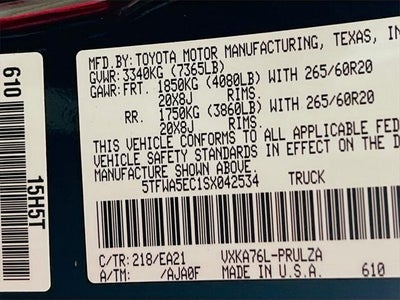 MFD.BY:TOYOTA MOTOR MANUFACTURING, TEXAS, IN
GVWR: 3340KG (7365LB)
GAWR:FRT. 1850KG (4080LB) WITH 265/60R20
20X8J RIMS.
RR. 1750KG (3860LB) WITH 265/60R20
20X8J RIMS.
THIS VEHICLE CONFORMS TO ALL APPLICABLE FED
VEHICLE SAFETY STANDARDS IN EFFECT ON THE D
MANUFACTURE SHOWN ABOVE.
5TFWA5EC1SX042534 TRUCK
C/TR: 218/EA21 VXKA76L-PRULZA
A/TM: /AJA0F MADE IN U.S.A. 610
610
15H5T